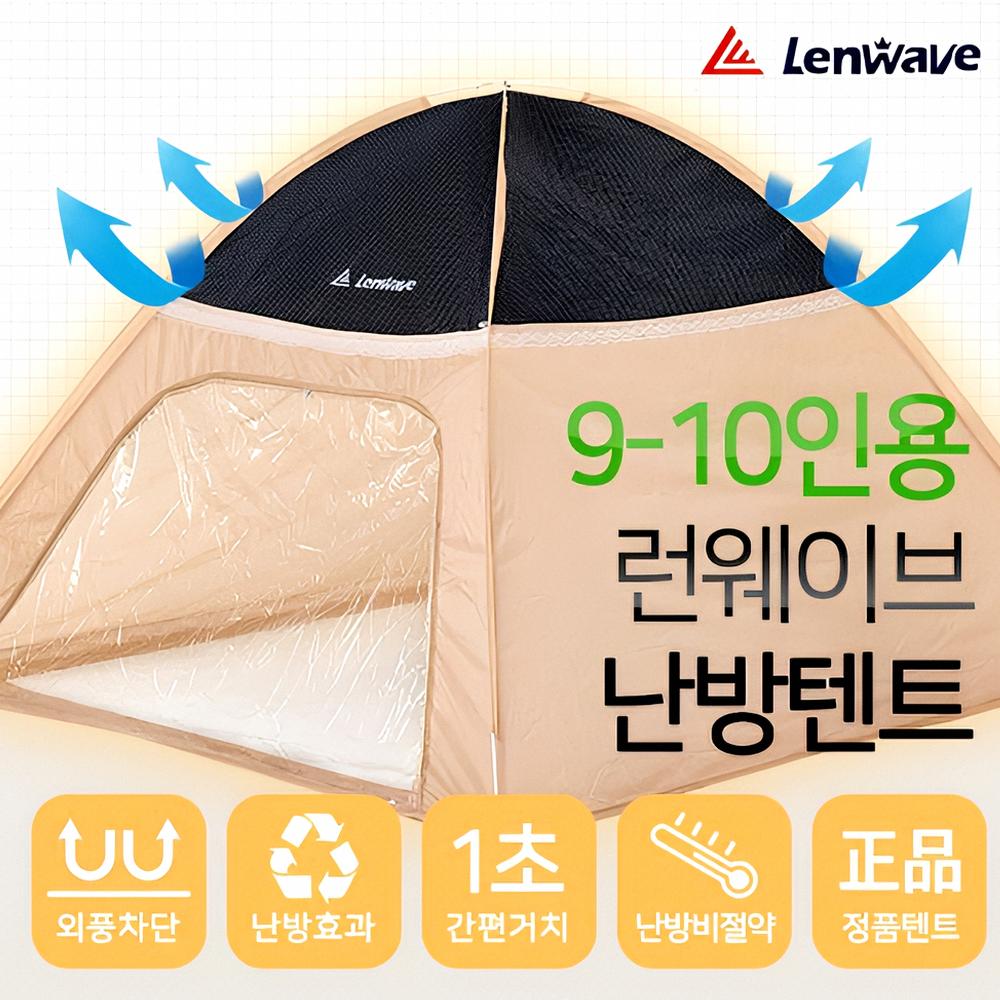 Lenwave
Lenwave
9-10인용
런웨이브
난방텐트
외풍차단
난방효과
1초
간편거치
난방비절약
正品
정품텐트